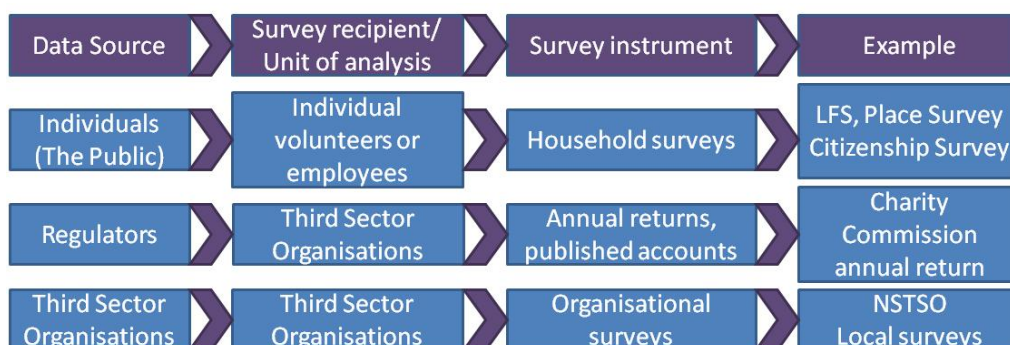 Data Source
Survey recipient/
Unit of analysis
Survey instrument
Example
Individuals
(The Public)
Individual
volunteers or
employees
Household surveys
LFS, Place Survey
Citizenship Survey
Regulators
Third Sector
Organisations
Annual returns,
published accounts
Charity
Commission
annual return
Third Sector
Organisations
Third Sector
Organisations
Organisational
surveys
NSTSO
Local surveys